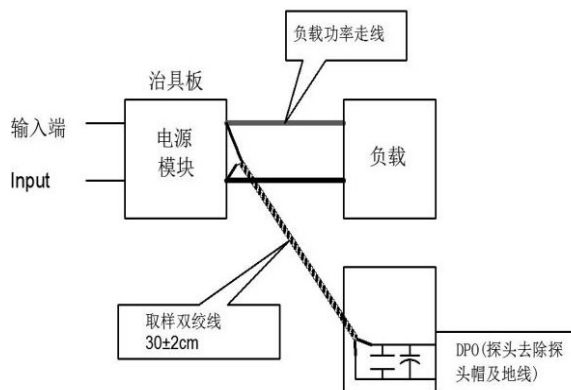 负载功率走线
治具板
输入端
电源
模块
负载
Input
取样双绞线
30±2cm
DPO(探头去除探
头帽及地线)